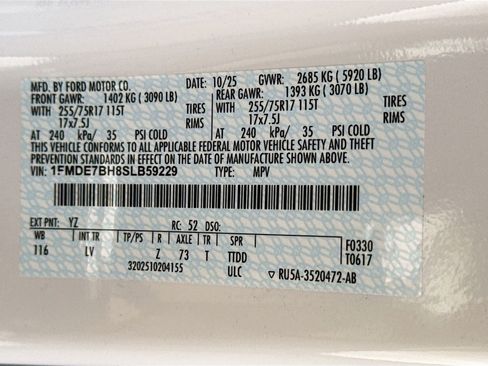 MFD. BY FORD MOTOR CO. DATE: 10/25 GVWR: 2685 KG ( 5920 LB)
FRONT GAWR: 1402 KG ( 3090 LB) REAR GAWR: 1393 KG ( 3070 LB)
WITH 255/75R17 115T TIRES WITH 255/75R17 115T TIRES
17x7.5J RIMS 17x7.5J RIMS
AT 240 kPa/ 35 PSI COLD AT 240 kPa/ 35 PSI COLD
THIS VEHICLE CONFORMS TO ALL APPLICABLE FEDERAL MOTOR VEHICLE SAFETY AND THEFT
PREVENTION STANDARDS IN EFFECT ON THE DATE OF MANUFACTURE SHOWN ABOVE.
VIN: 1FMDE7BH8SLB59229 TYPE: MPV
EXT PNT: YZ RC: 52 DSO:
WB INT TR TP/PS R AXLE TR SPR F0330
116 LV Z 73 T TTDD T0617
3202510204155 ULC ▽ RU5A-3520472-AB